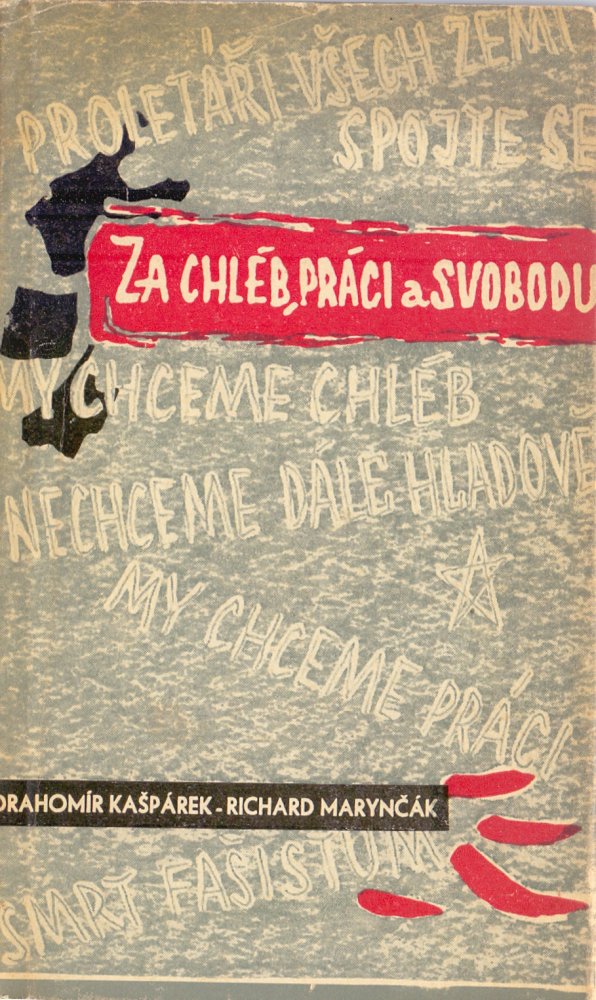 PROLETÁŘI VŠECH ZEMÍ
SPOJTE SE
ZA CHLÉB, PRÁCI a SVOBODU
MY CHCEME CHLÉB
NECHCEME DÁLE HLADOVĚ
MY CHCEME PRÁCI
DRAHOMÍR KAŠPÁREK - RICHARD MARYNČÁK
SMRT FAŠISTŮM